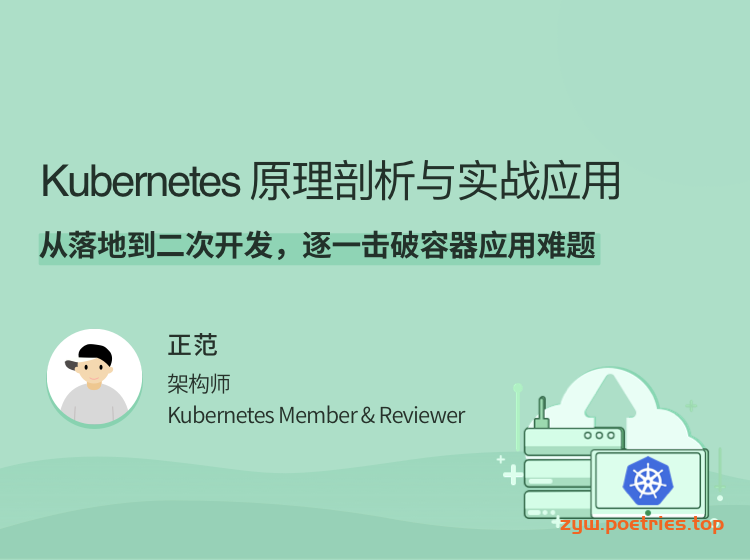 Kubernetes 原理剖析与实战应用
从落地到二次开发，逐一击破容器应用难题
正范
架构师
Kubernetes Member & Reviewer
zyw.poetries.top